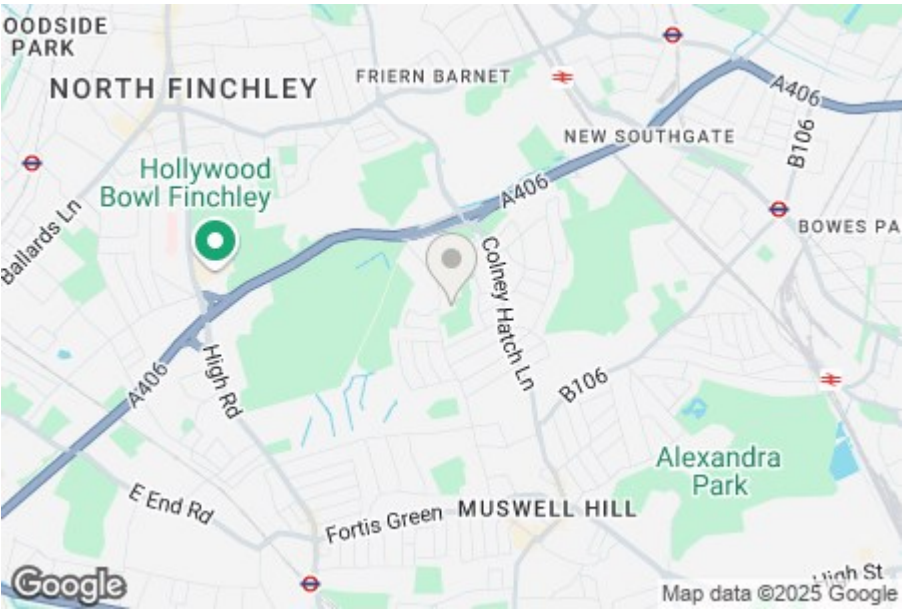 OODSIDE
PARK
NORTH FINCHLEY
FRIERN BARNET
A406
NEW SOUTHGATE
B106
Hollywood
Bowl Finchley
A406
Ballards Ln
BOWES PA
Colney Hatch Ln
A406
High Rd
B106
Alexandra
Park
E End Rd
Fortis Green
MUSWELL HILL
High St
Google
Map data ©2025 Google